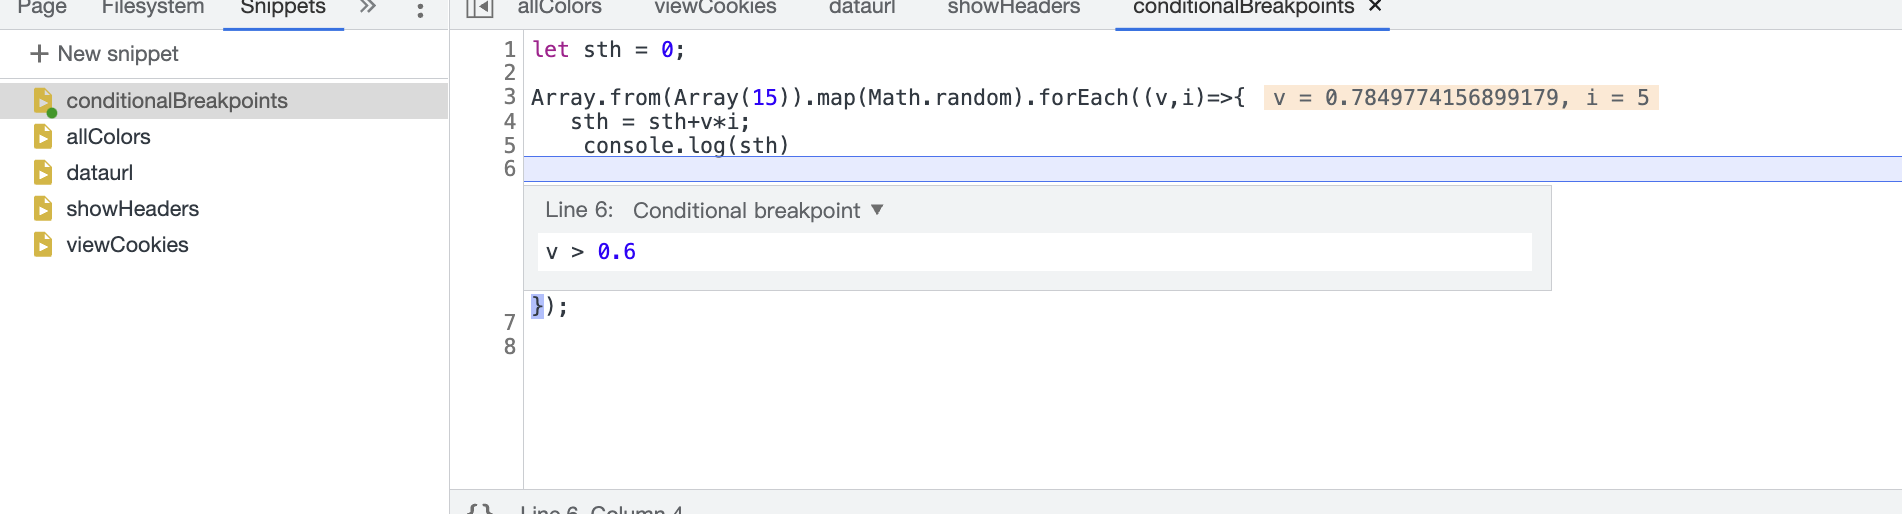 Page Filesystem Snippets » ⋮
+ New snippet
conditionalBreakpoints
allColors
dataurl
showHeaders
viewCookies
allColors viewCookies dataurl showHeaders conditionalBreakpoints ×
1 let sth = 0;
2
3 Array.from(Array(15)).map(Math.random).forEach((v,i)=>{ v = 0.7849774156899179, i = 5
4 sth = sth+v*i;
5 console.log(sth)
6
Line 6: Conditional breakpoint ▼
v > 0.6
});
7
8
{} Line 6, Column 4